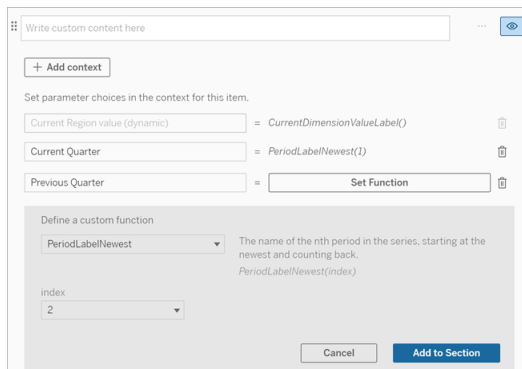 Write custom content here
+ Add context
Set parameter choices in the context for this item.
Current Region value (dynamic) = CurrentDimensionValueLabel()
Current Quarter = PeriodLabelNewest(1)
Previous Quarter = Set Function
Define a custom function
PeriodLabelNewest
The name of the nth period in the series, starting at the
newest and counting back.
PeriodLabelNewest(index)
index
2
Cancel Add to Section